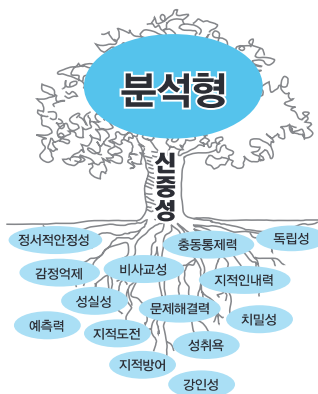 분석형
신중성
정서적안정성
충동통제력
독립성
감정억제
비사교성
지적인내력
성실성
문제해결력
예측력
지적도전
치밀성
성취욕
지적방어
강인성